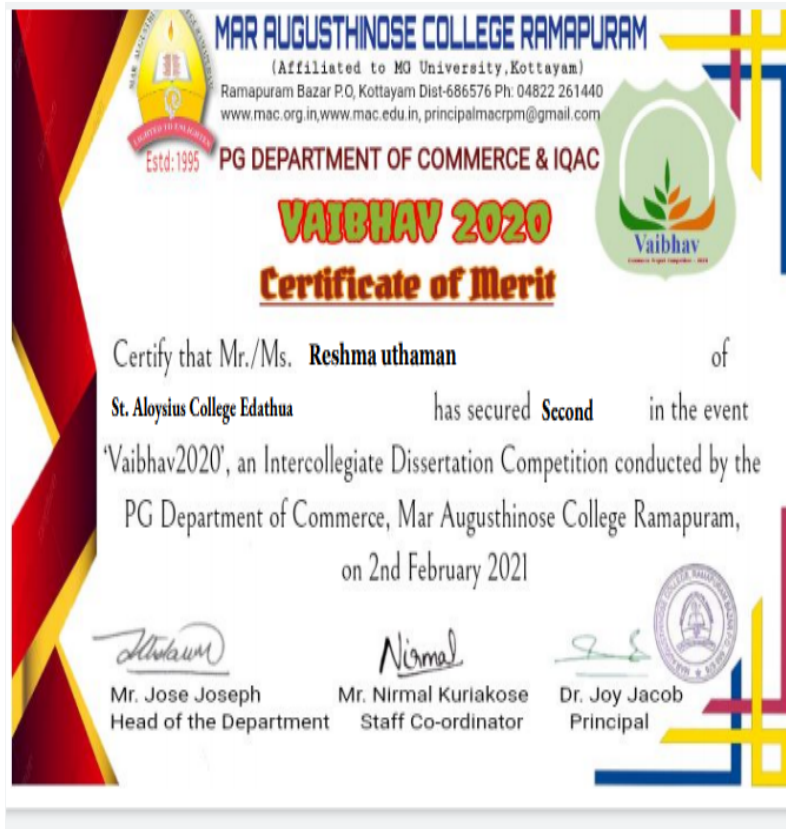 MAR AUGUSTHINOSE COLLEGE RAMAPURAM
(Affiliated to MG University,Kottayam)
Ramapuram Bazar P.O, Kottayam Dist-686576 Ph: 04822 261440
www.mac.org.in,www.mac.edu.in, principalmacrpm@gmail.com
LIGHTED TO ENLIGHTEN
Estd:1995
PG DEPARTMENT OF COMMERCE & IQAC
VAIBHAV 2020
Vaibhav
Certificate of Merit
Certify that Mr./Ms. Reshma uthaman of
St. Aloysius College Edathua has secured Second in the event
'Vaibhav2020', an Intercollegiate Dissertation Competition conducted by the
PG Department of Commerce, Mar Augusthinose College Ramapuram,
on 2nd February 2021
Nirmal
Mr. Jose Joseph Mr. Nirmal Kuriakose Dr. Joy Jacob
Head of the Department Staff Co-ordinator Principal